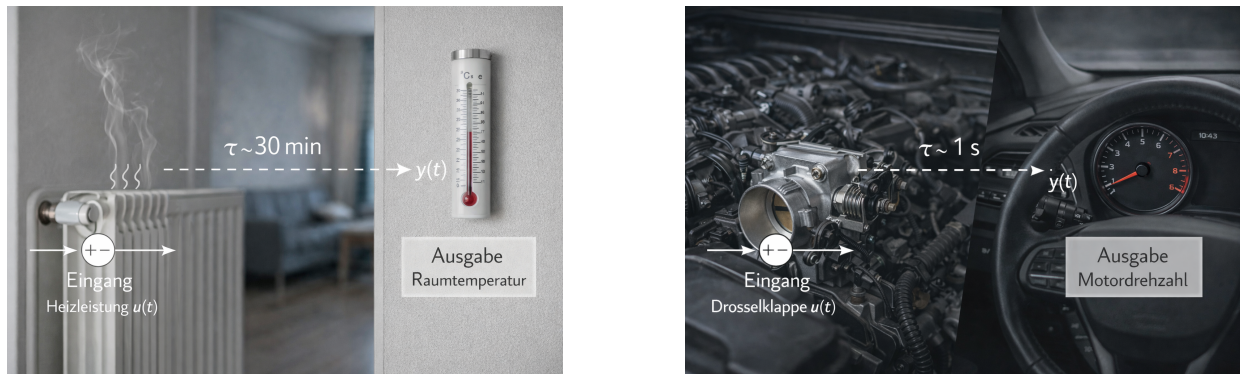 °C
τ~30 min
y(t)
+ −
Eingang
Heizleistung u(t)
Ausgabe
Raumtemperatur
τ~1 s
y(t)
10:43
+ −
Eingang
Drosselklappe u(t)
Ausgabe
Motordrehzahl